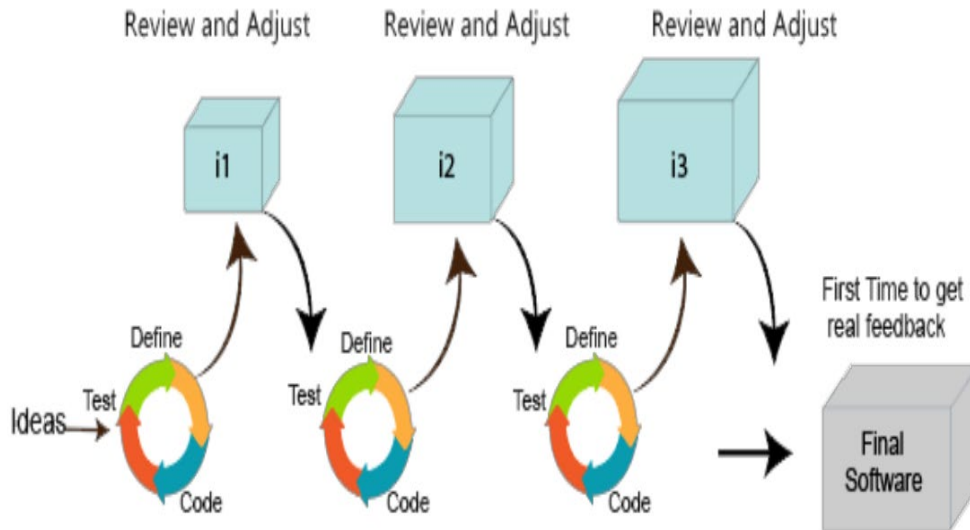 Review and Adjust
Review and Adjust
Review and Adjust
i1
i2
i3
First Time to get
real feedback
Define
Define
Define
Test
Test
Test
Ideas
Code
Code
Code
Final
Software